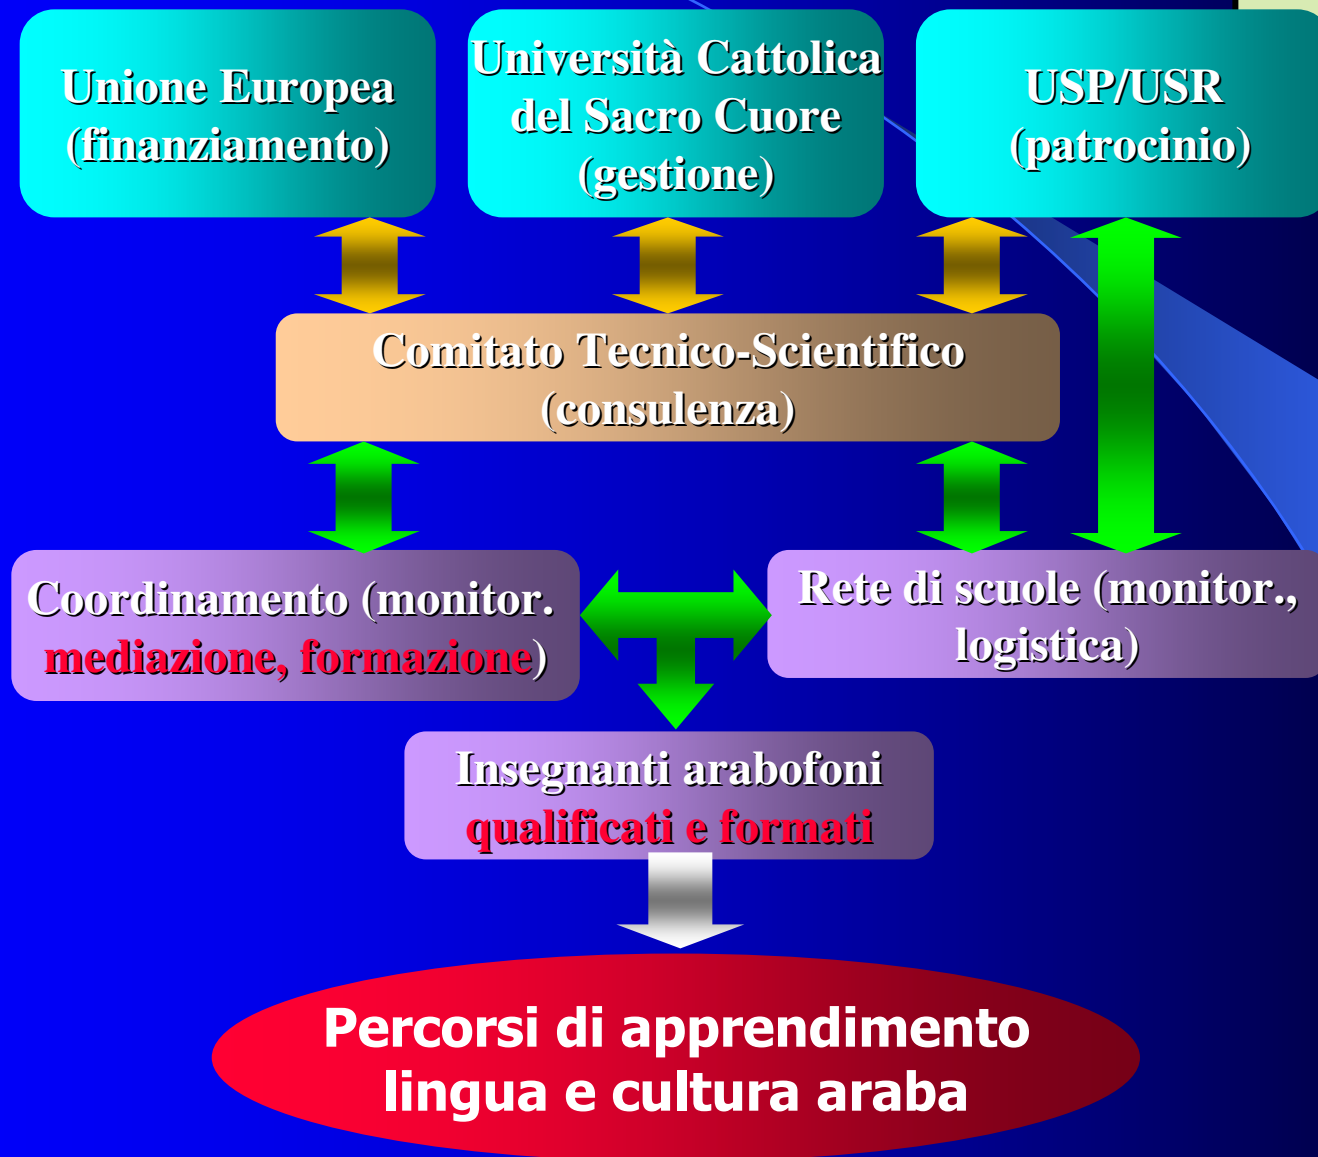 Unione Europea
(finanziamento)
Università Cattolica
del Sacro Cuore
(gestione)
USP/USR
(patrocinio)
Comitato Tecnico-Scientifico
(consulenza)
Coordinamento (monitor.
mediazione, formazione)
Rete di scuole (monitor.,
logistica)
Insegnanti arabofoni
qualificati e formati
Percorsi di apprendimento
lingua e cultura araba